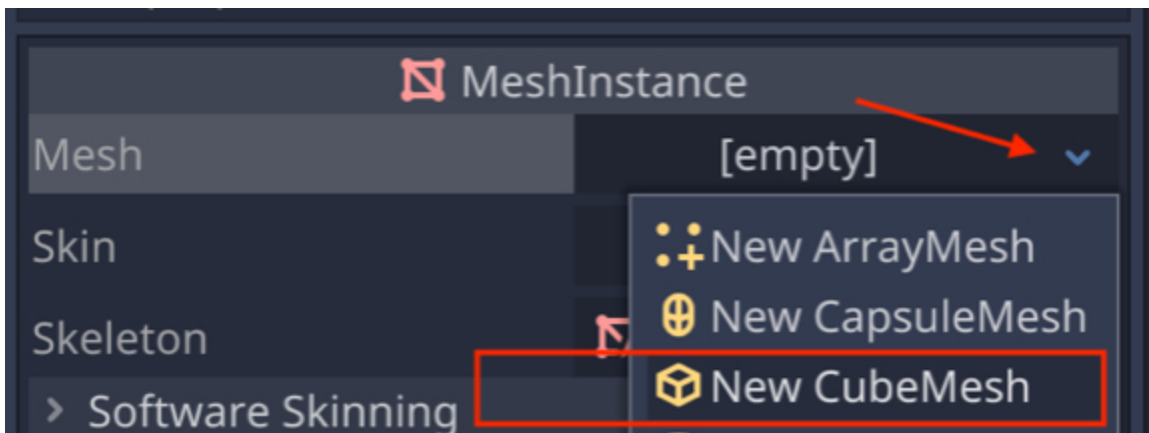 MeshInstance
Mesh [empty]
Skin
New ArrayMesh
New CapsuleMesh
Skeleton
New CubeMesh
Software Skinning